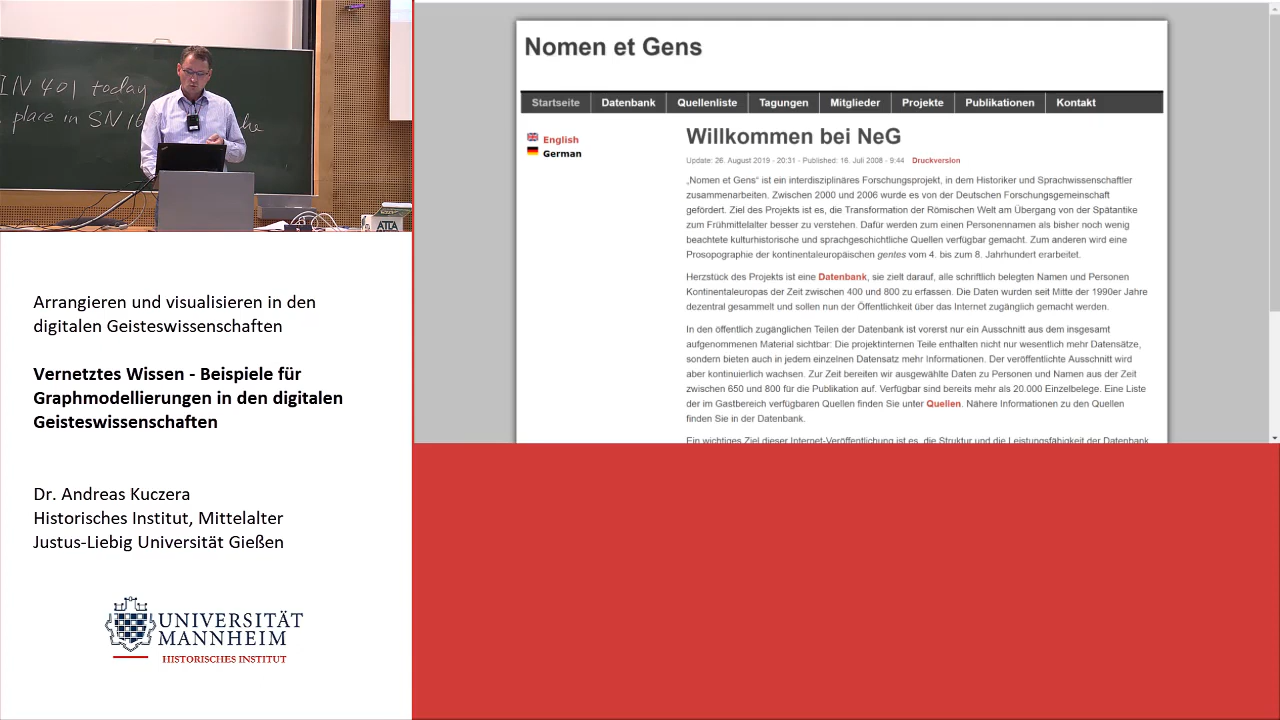 IN 401 today
place in SN 16
Arrangieren und visualisieren in den
digitalen Geisteswissenschaften
Vernetztes Wissen - Beispiele für
Graphmodellierungen in den digitalen
Geisteswissenschaften
Dr. Andreas Kuczera
Historisches Institut, Mittelalter
Justus-Liebig Universität Gießen
UNIVERSITÄT
MANNHEIM
HISTORISCHES INSTITUT
Nomen et Gens
Startseite Datenbank Quellenliste Tagungen Mitglieder Projekte Publikationen Kontakt
English
German
Willkommen bei NeG
Update: 26. August 2019 - 20:31 - Published: 16. Juli 2008 - 9:44 Druckversion
„Nomen et Gens“ ist ein interdisziplinäres Forschungsprojekt, in dem Historiker und Sprachwissenschaftler
zusammenarbeiten. Zwischen 2000 und 2006 wurde es von der Deutschen Forschungsgemeinschaft
gefördert. Ziel des Projekts ist es, die Transformation der Römischen Welt am Übergang von der Spätantike
zum Frühmittelalter besser zu verstehen. Dafür werden zum einen Personennamen als bisher noch wenig
beachtete kulturhistorische und sprachgeschichtliche Quellen verfügbar gemacht. Zum anderen wird eine
Prosopographie der kontinentaleuropäischen gentes vom 4. bis zum 8. Jahrhundert erarbeitet.
Herzstück des Projekts ist eine Datenbank, sie zielt darauf, alle schriftlich belegten Namen und Personen
Kontinentaleuropas der Zeit zwischen 400 und 800 zu erfassen. Die Daten wurden seit Mitte der 1990er Jahre
dezentral gesammelt und sollen nun der Öffentlichkeit über das Internet zugänglich gemacht werden.
In den öffentlich zugänglichen Teilen der Datenbank ist vorerst nur ein Ausschnitt aus dem insgesamt
aufgenommenen Material sichtbar: Die projektinternen Teile enthalten nicht nur wesentlich mehr Datensätze,
sondern bieten auch in jedem einzelnen Datensatz mehr Informationen. Der veröffentlichte Ausschnitt wird
aber kontinuierlich wachsen. Zur Zeit bereiten wir ausgewählte Daten zu Personen und Namen aus der Zeit
zwischen 650 und 800 für die Publikation auf. Verfügbar sind bereits mehr als 20.000 Einzelbelege. Eine Liste
der im Gastbereich verfügbaren Quellen finden Sie unter Quellen. Nähere Informationen zu den Quellen
finden Sie in der Datenbank.
Ein wichtiges Ziel dieser Internet-Veröffentlichung ist es, die Struktur und die Leistungsfähigkeit der Datenbank